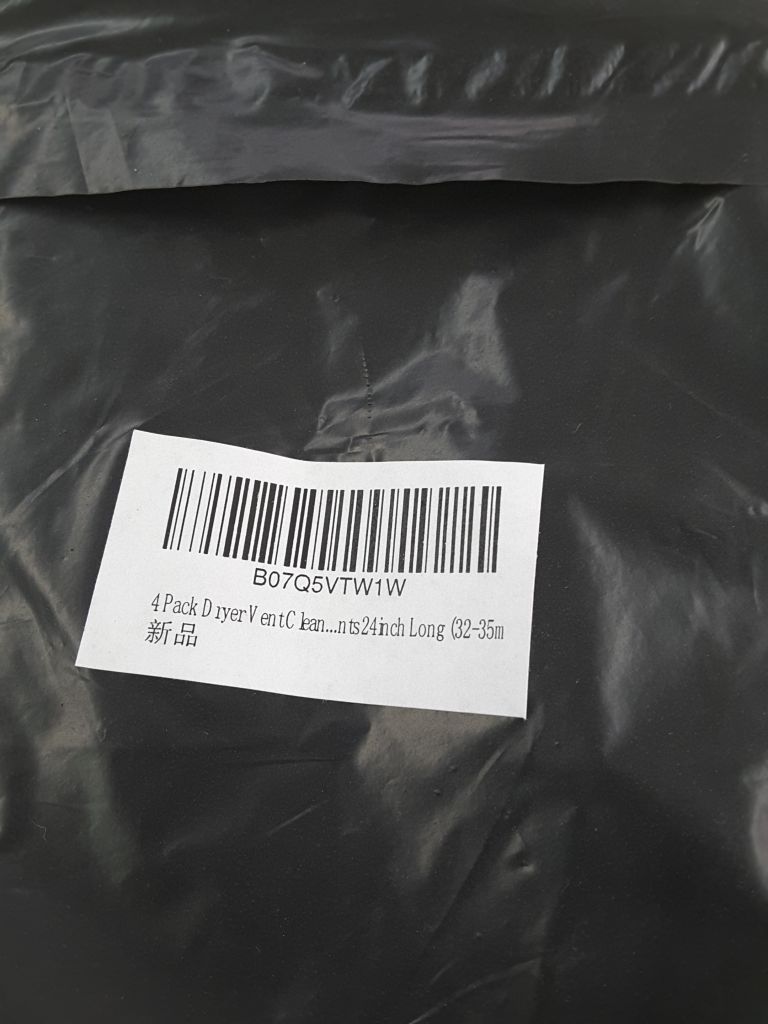 B07Q5VTW1W
4 Pack Dryer Vent Clean...nts 24inch Long (32-35m
新品